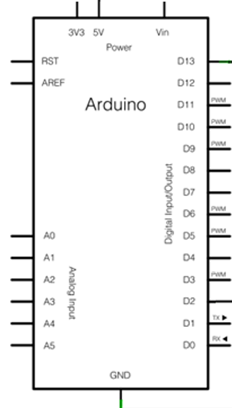 3V3 5V Vin
Power
RST D13
AREF D12
Arduino
D11 PWM
D10 PWM
D9 PWM
D8
D7
D6 PWM
Digital Input/Output
A0 D5 PWM
A1 D4
A2 D3 PWM
Analog Input
A3 D2
A4 D1 TX
A5 D0 RX
GND